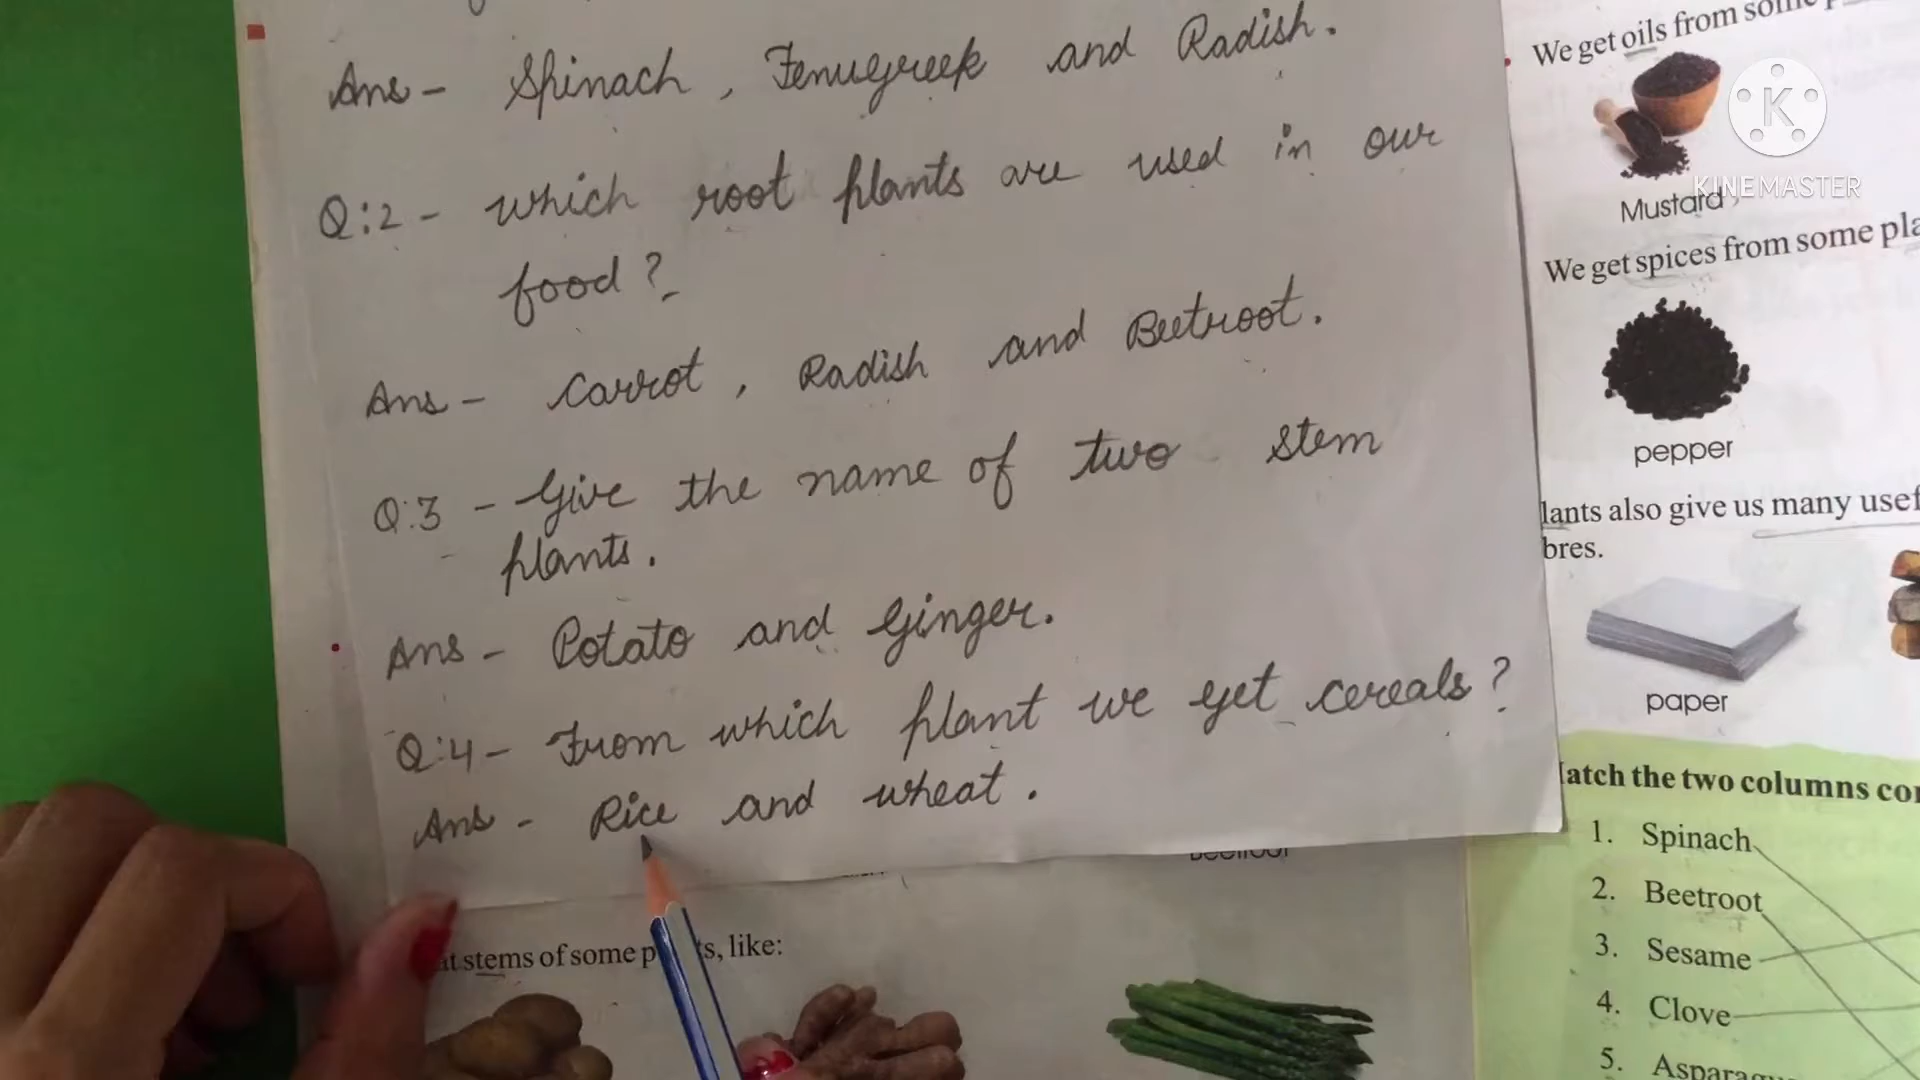 Ans - Spinach, Fenugreek and Radish.
Q:2 - which root plants are used in our
food?
Ans - Carrot, Radish and Beetroot.
Q:3 - Give the name of two stem
plants.
Ans - Potato and Ginger.
Q:4 - From which plant we get cereals?
Ans - Rice and wheat.
at stems of some p s, like:
We get oils from some
KINEMASTER
Mustard
We get spices from some pla
pepper
lants also give us many usef
bres.
paper
atch the two columns co
1. Spinach
2. Beetroot
3. Sesame
4. Clove
5. Asparag